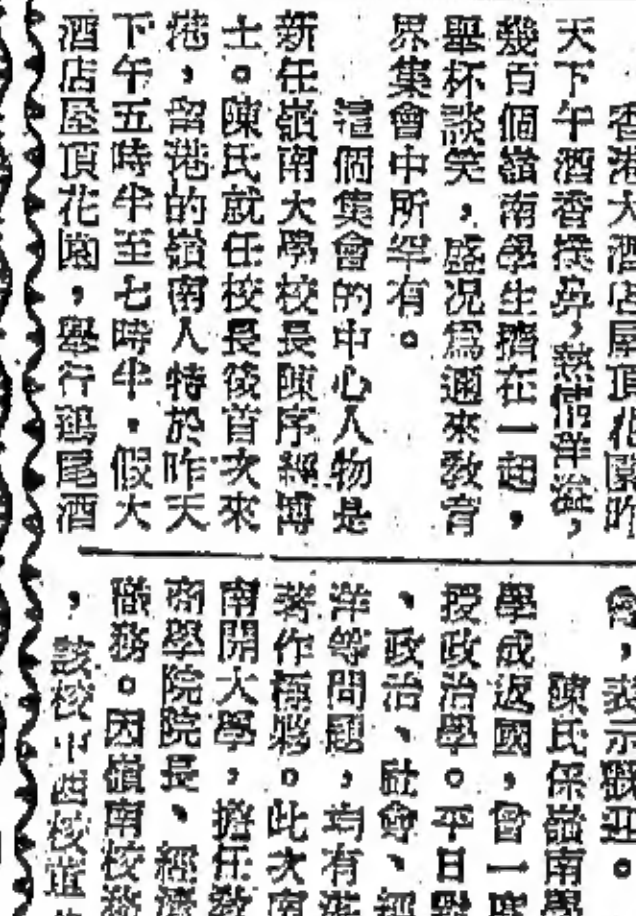 香港大酒店屋頂花園昨
天下午酒香撲鼻,熱情洋溢,
幾百個嶺南學生擠在一起,
舉杯談笑,盛況爲邇來教育
界集會中所罕有。
這個集會的中心人物是
新任嶺南大學校長陳序經博
士。陳氏就任校長後首次來
港,留港的嶺南人特於昨天
下午五時半至七時半,假大
酒店屋頂花園,舉行鷄尾酒
會,表示歡迎。
陳氏係嶺南學
學成返國,曾一度
授政治學。平日對
、政治、社會、經
洋等問題,均有
著作極夥。此次
南開大學,擔任敎
商學院院長、經濟
職務。因嶺南校務
,該校